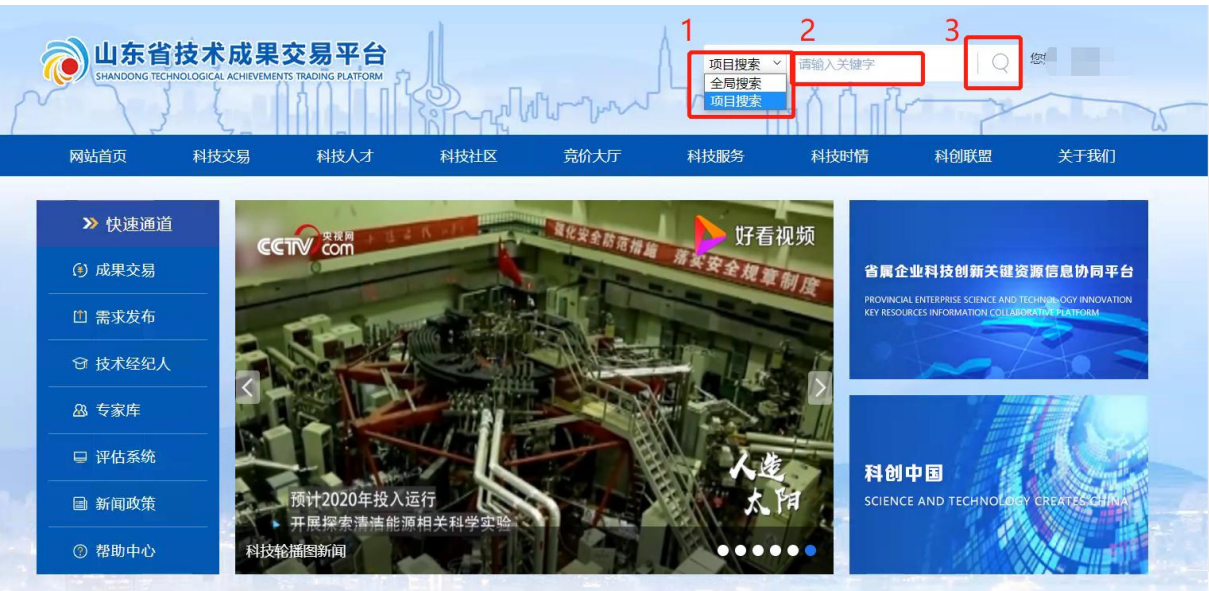 1
2
3
山东省技术成果交易平台
SHANDONG TECHNOLOGICAL ACHIEVEMENTS TRADING PLATFORM
项目搜索
请输入关键字
您
全局搜索
项目搜索
网站首页
科技交易
科技人才
科技社区
竞价大厅
科技服务
科技时情
科创联盟
关于我们
快速通道
成果交易
需求发布
技术经纪人
专家库
评估系统
新闻政策
帮助中心
CCTV 央视网
com
强化安全防范措施
落实安全规章制度
好看视频
人造
太阳
预计2020年投入运行
开展探索清洁能源相关科学实验
科技轮播图新闻
省属企业科技创新关键资源信息协同平台
PROVINCIAL ENTERPRISE SCIENCE AND TECHNOLOGY INNOVATION
KEY RESOURCES INFORMATION COLLABORATIVE PLATFORM
科创中国
SCIENCE AND TECHNOLOGY CREATES CHINA